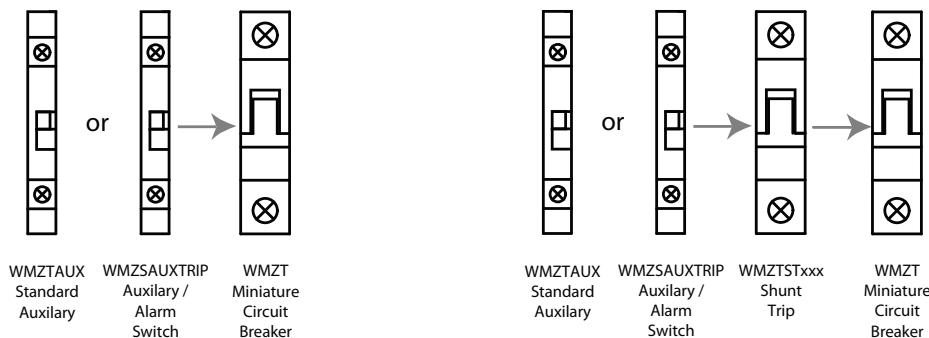 or
or
WMZTAUX
Standard
Auxilary
WMZSAUXTRIP
Auxilary /
Alarm
Switch
WMZT
Miniature
Circuit
Breaker
WMZTAUX
Standard
Auxilary
WMZSAUXTRIP
Auxilary /
Alarm
Switch
WMZTSTxxx
Shunt
Trip
WMZT
Miniature
Circuit
Breaker